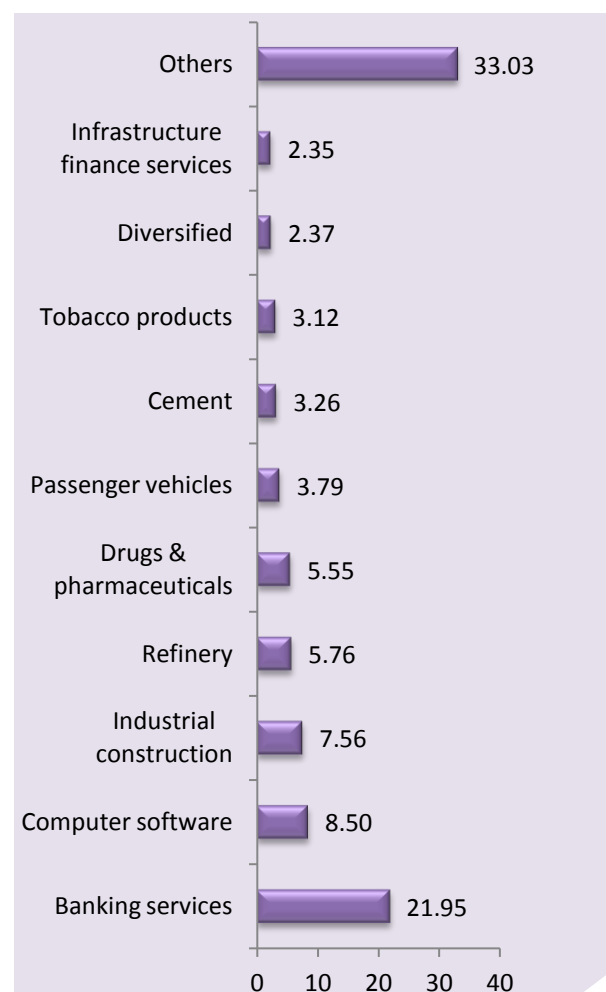 Others 33.03
Infrastructure
finance services 2.35
Diversified 2.37
Tobacco products 3.12
Cement 3.26
Passenger vehicles 3.79
Drugs &
pharmaceuticals 5.55
Refinery 5.76
Industrial
construction 7.56
Computer software 8.50
Banking services 21.95
0 10 20 30 40